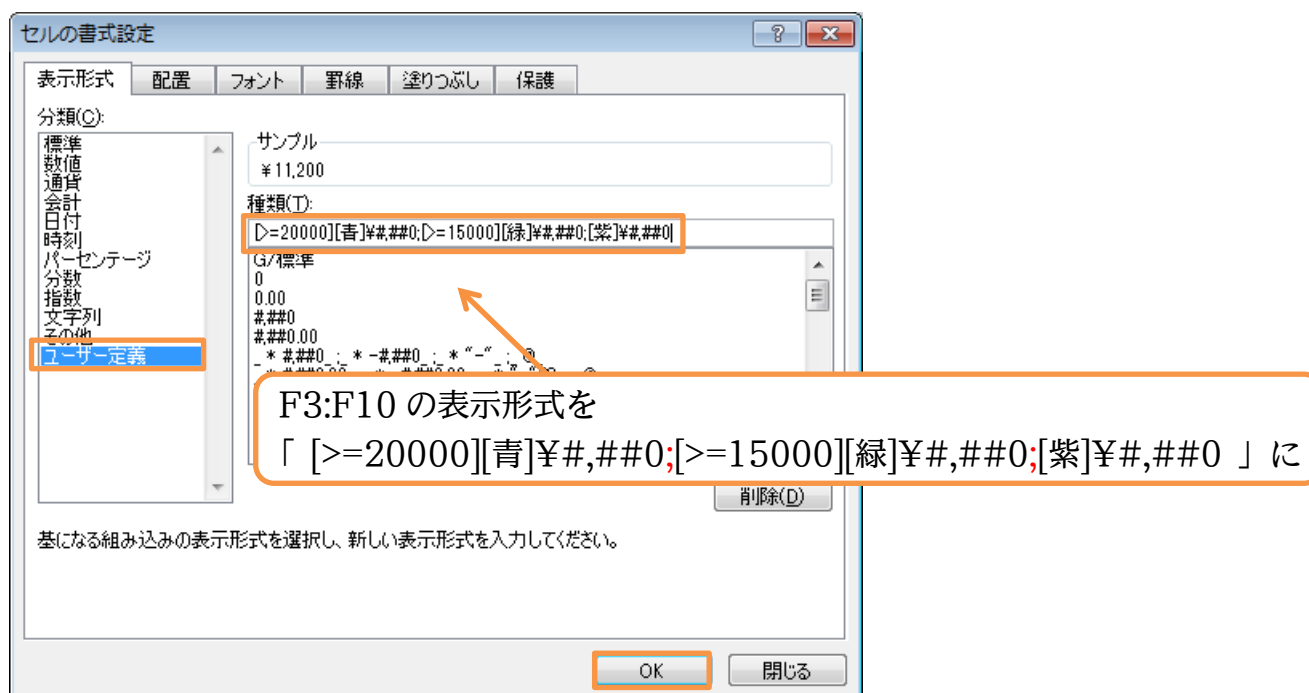 セルの書式設定
表示形式 配置 フォント 罫線 塗りつぶし 保護
分類(C):
標準
数値
通貨
会計
日付
時刻
パーセンテージ
分数
指数
文字列
その他
ユーザー定義
サンプル
¥11,200
種類(T):
[>=20000][青]¥#,##0;[>=15000][緑]¥#,##0;[紫]¥#,##0
G/標準
0
0.00
#,##0
#,##0.00
_ * #,##0_ ;_ * -#,##0_ ;_ * "-"_ ;_ @_
F3:F10 の表示形式を
「 [>=20000][青]¥#,##0;[>=15000][緑]¥#,##0;[紫]¥#,##0 」に
削除(D)
基になる組み込みの表示形式を選択し、新しい表示形式を入力してください。
OK 閉じる